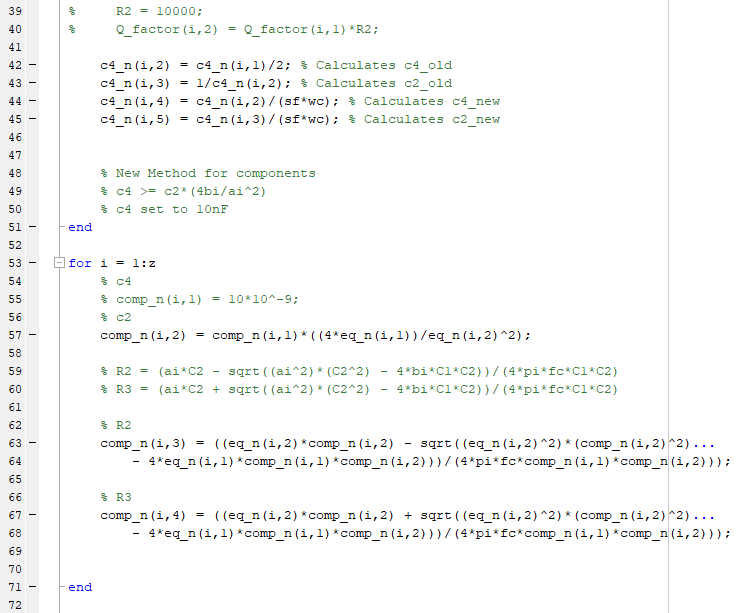 39 %     R2 = 10000;
40 %     Q_factor(i,2) = Q_factor(i,1)*R2;
41
42 — c4_n(i,2) = c4_n(i,1)/2; % Calculates c4_old
43 — c4_n(i,3) = 1/c4_n(i,2); % Calculates c2_old
44 — c4_n(i,4) = c4_n(i,2)/(sf*wc); % Calculates c4_new
45 — c4_n(i,5) = c4_n(i,3)/(sf*wc); % Calculates c2_new
46
47
48 % New Method for components
49 % c4 >= c2*(4bi/ai^2)
50 % c4 set to 10nF
51 — end
52
53 — for i = 1:z
54 % c4
55 % comp_n(i,1) = 10*10^-9;
56 % c2
57 — comp_n(i,2) = comp_n(i,1)*((4*eq_n(i,1))/eq_n(i,2)^2);
58
59 % R2 = (ai*C2 - sqrt((ai^2)*(C2^2) - 4*bi*C1*C2))/(4*pi*fc*C1*C2)
60 % R3 = (ai*C2 + sqrt((ai^2)*(C2^2) - 4*bi*C1*C2))/(4*pi*fc*C1*C2)
61
62 % R2
63 — comp_n(i,3) = ((eq_n(i,2)*comp_n(i,2) - sqrt((eq_n(i,2)^2)*(comp_n(i,2)^2)...
64 - 4*eq_n(i,1)*comp_n(i,1)*comp_n(i,2)))/(4*pi*fc*comp_n(i,1)*comp_n(i,2)));
65
66 % R3
67 — comp_n(i,4) = ((eq_n(i,2)*comp_n(i,2) + sqrt((eq_n(i,2)^2)*(comp_n(i,2)^2)...
68 - 4*eq_n(i,1)*comp_n(i,1)*comp_n(i,2)))/(4*pi*fc*comp_n(i,1)*comp_n(i,2)));
69
70
71 — end
72